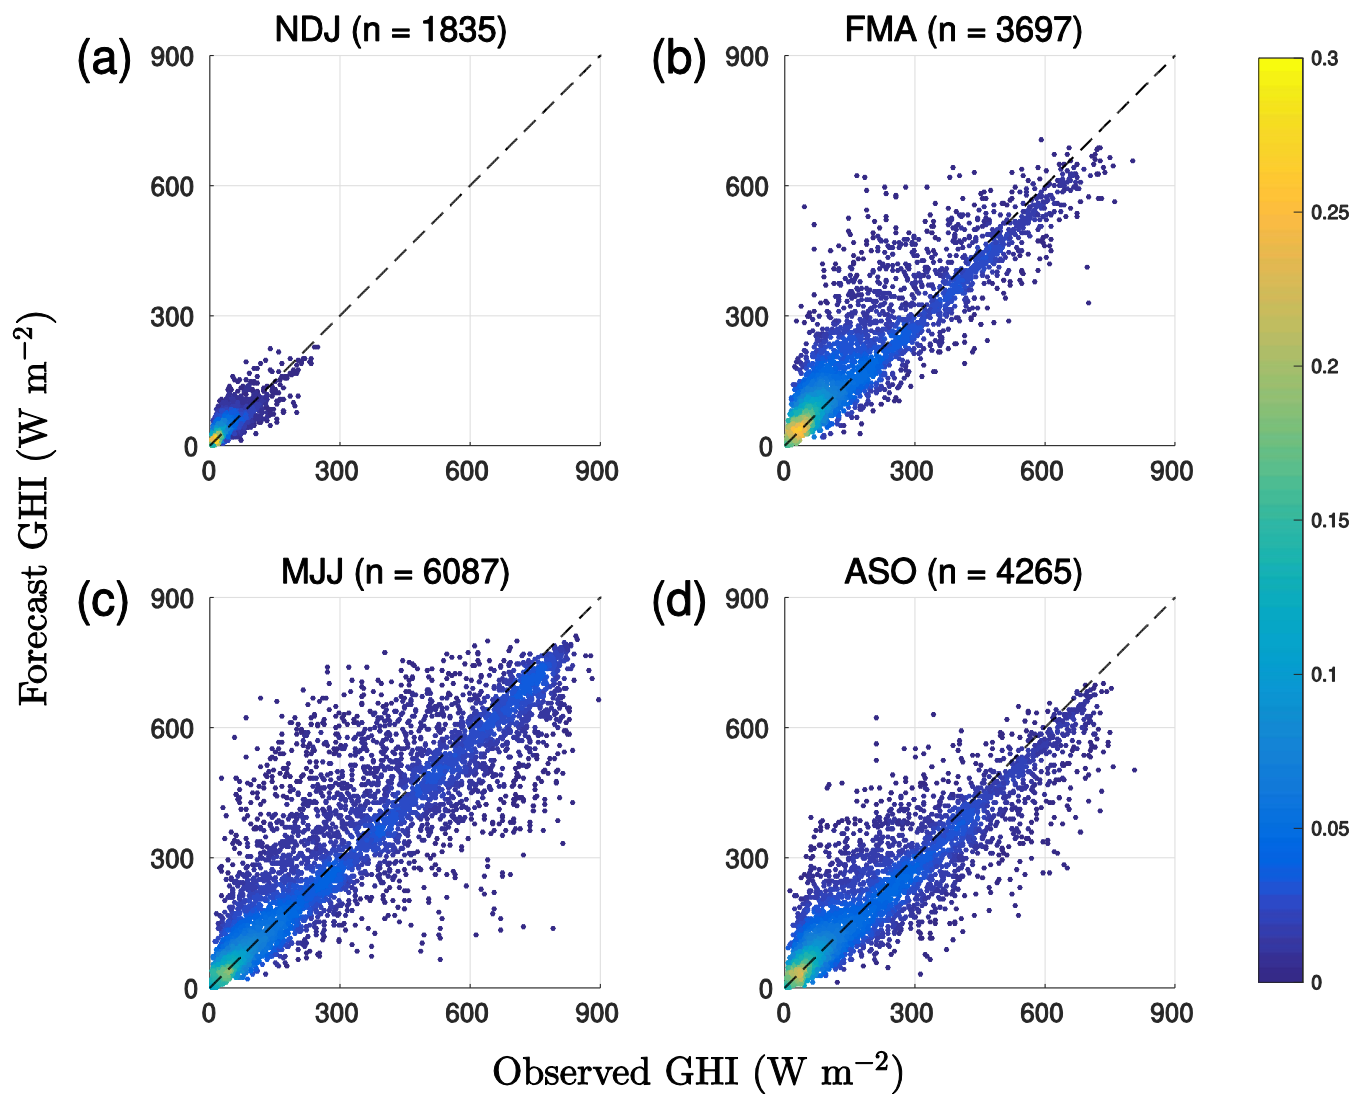 (a)
NDJ (n = 1835)
900
600
300
0
0 300 600 900
(b)
FMA (n = 3697)
900
600
300
0
0 300 600 900
(c)
MJJ (n = 6087)
900
600
300
0
0 300 600 900
(d)
ASO (n = 4265)
900
600
300
0
0 300 600 900
0.3
0.25
0.2
0.15
0.1
0.05
0
Forecast GHI (W m⁻²)
Observed GHI (W m⁻²)